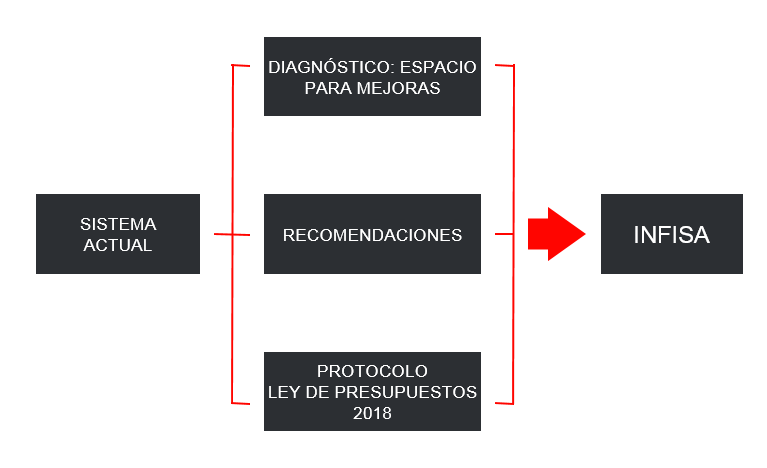 SISTEMA
ACTUAL
DIAGNÓSTICO: ESPACIO
PARA MEJORAS
RECOMENDACIONES
PROTOCOLO
LEY DE PRESUPUESTOS
2018
INFISA